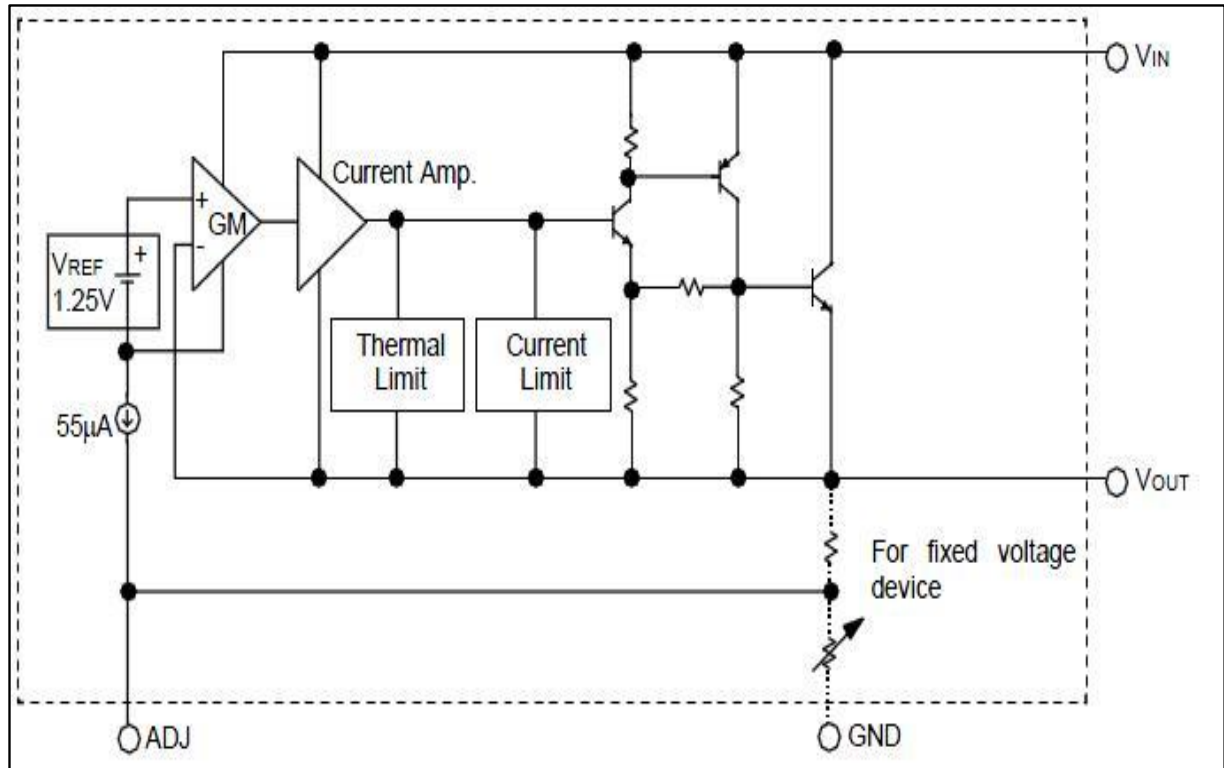 VIN
Current Amp.
+
GM
-
+
VREF
1.25V
Thermal
Limit
Current
Limit
55µA
VOUT
For fixed voltage
device
ADJ
GND